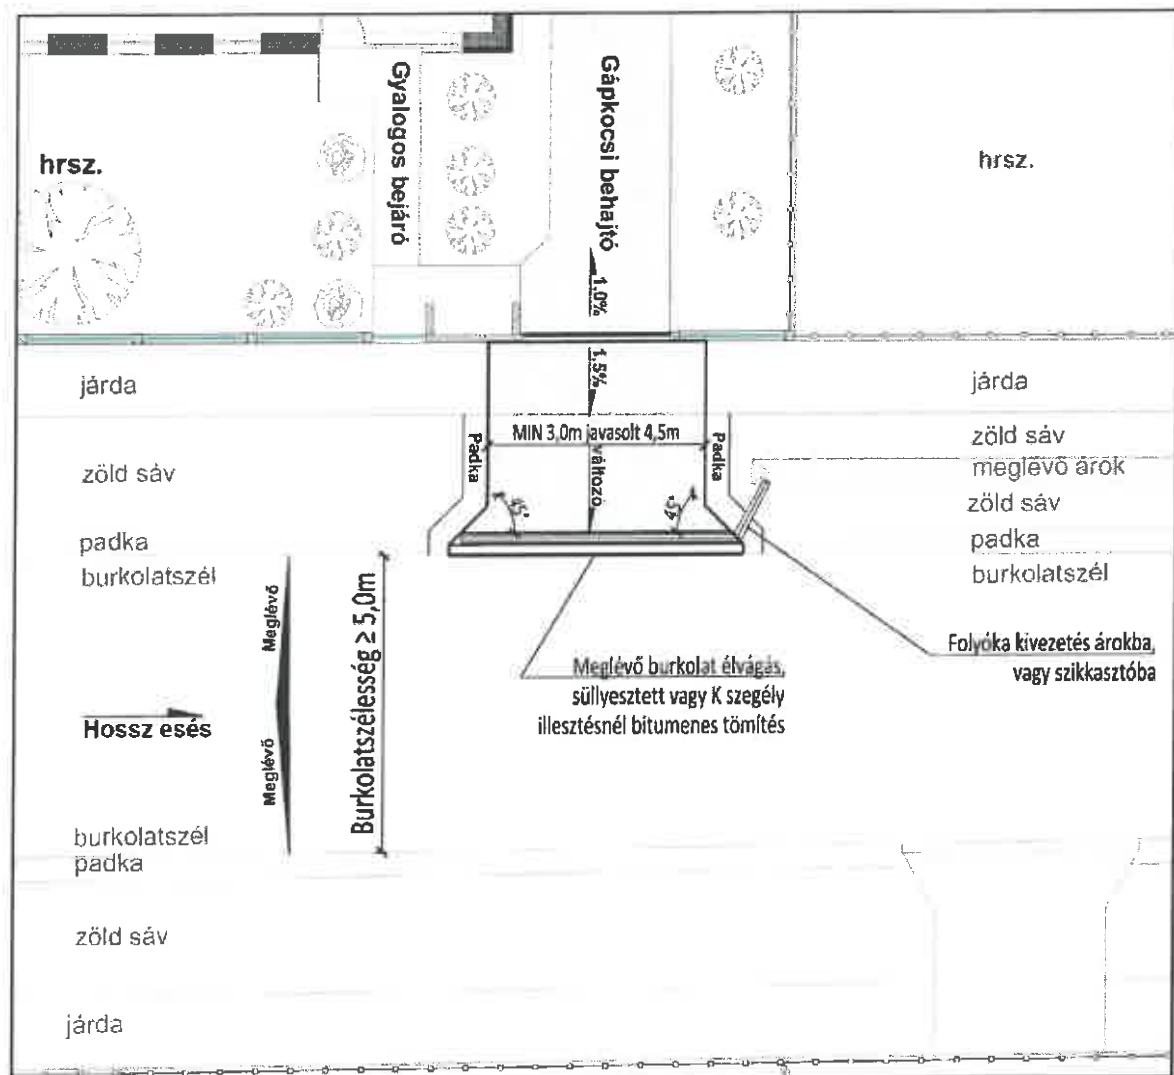 Gyalogos bejáró
Gápkocsi behajtó
hrsz.
hrsz.
1,0%
járda
1,5%
járda
zöld sáv
Padka
MIN 3,0m javasolt 4,5m
Padka
zöld sáv
meglévő árok
változó
zöld sáv
45°
45°
padka
burkolatszél
padka
burkolatszél
Meglévő
Meglévő
Burkolatszélesség ≥ 5,0m
Hossz esés
Meglévő burkolat élvágás,
süllyesztett vagy K szegély
illesztésnél bitumenes tömítés
Folyóka kivezetés árokba,
vagy szikkasztóba
burkolatszél
padka
zöld sáv
járda